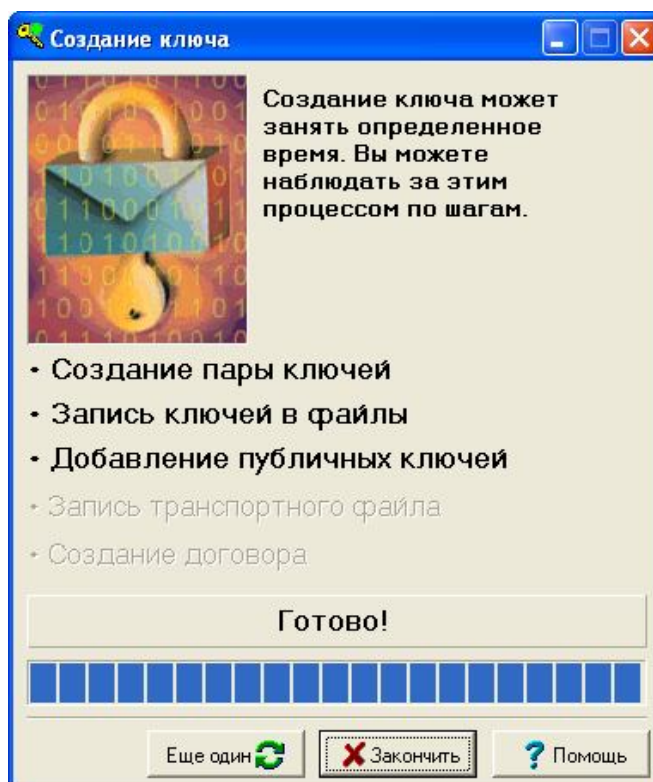 Создание ключа
Создание ключа может
занять определенное
время. Вы можете
наблюдать за этим
процессом по шагам.
• Создание пары ключей
• Запись ключей в файлы
• Добавление публичных ключей
• Запись транспортного файла
• Создание договора
Готово!
Еще один Закончить Помощь